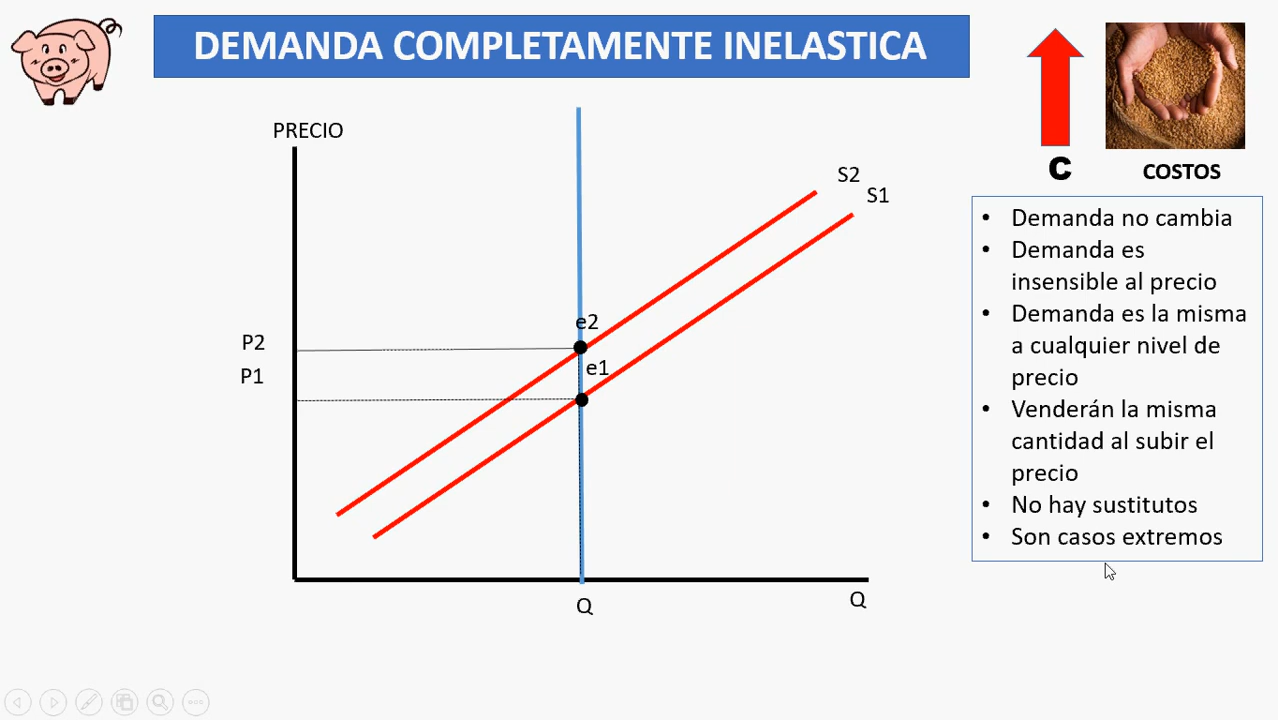 DEMANDA COMPLETAMENTE INELASTICA
C
COSTOS
PRECIO
S2
S1
e2
P2
e1
P1
Q
Q
• Demanda no cambia
• Demanda es
insensible al precio
• Demanda es la misma
a cualquier nivel de
precio
• Venderán la misma
cantidad al subir el
precio
• No hay sustitutos
• Son casos extremos